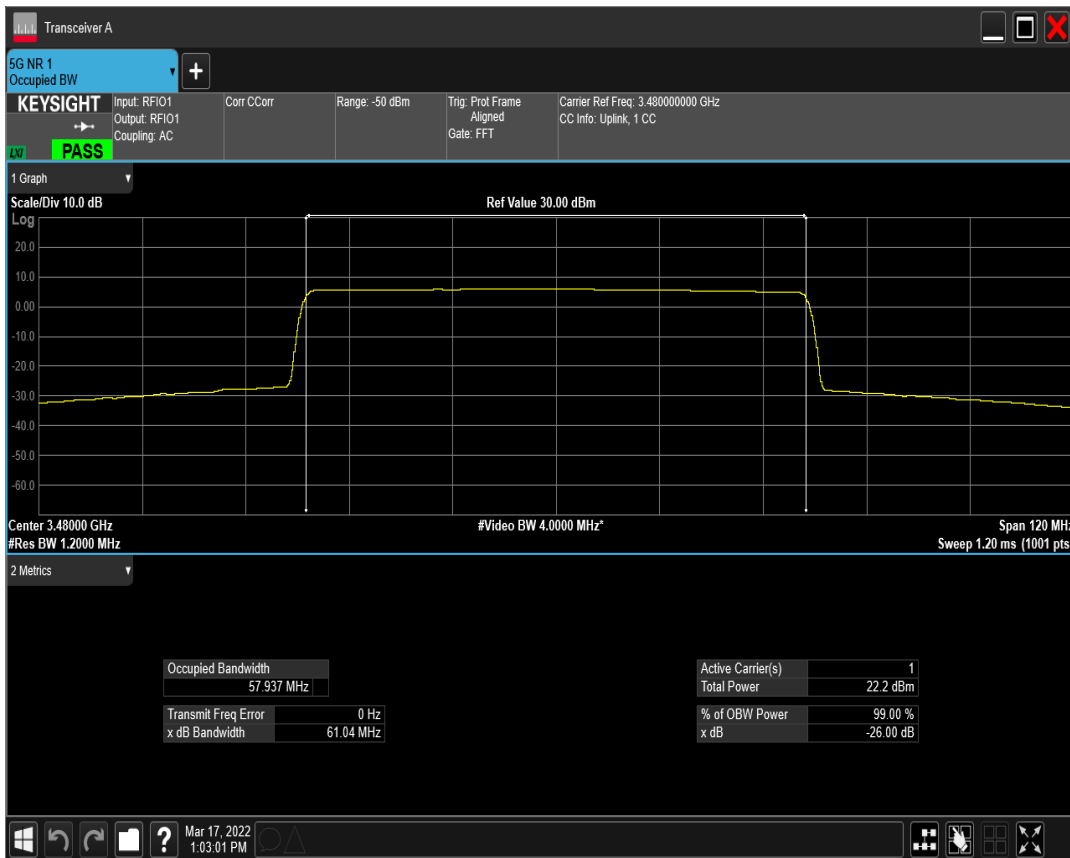 Transceiver A
5G NR 1
Occupied BW
KEYSIGHT
LXI
PASS
Input: RFIO1
Output: RFIO1
Coupling: AC
Corr CCorr
Range: -50 dBm
Trig: Prot Frame
Aligned
Gate: FFT
Carrier Ref Freq: 3.480000000 GHz
CC Info: Uplink, 1 CC
1 Graph
Scale/Div 10.0 dB
Ref Value 30.00 dBm
Log
20.0
10.0
0.00
-10.0
-20.0
-30.0
-40.0
-50.0
-60.0
Center 3.48000 GHz
#Video BW 4.0000 MHz*
Span 120 MHz
#Res BW 1.2000 MHz
Sweep 1.20 ms (1001 pts
2 Metrics
Occupied Bandwidth
57.937 MHz
Transmit Freq Error 0 Hz
x dB Bandwidth 61.04 MHz
Active Carrier(s) 1
Total Power 22.2 dBm
% of OBW Power 99.00 %
x dB -26.00 dB
?
Mar 17, 2022
1:03:01 PM